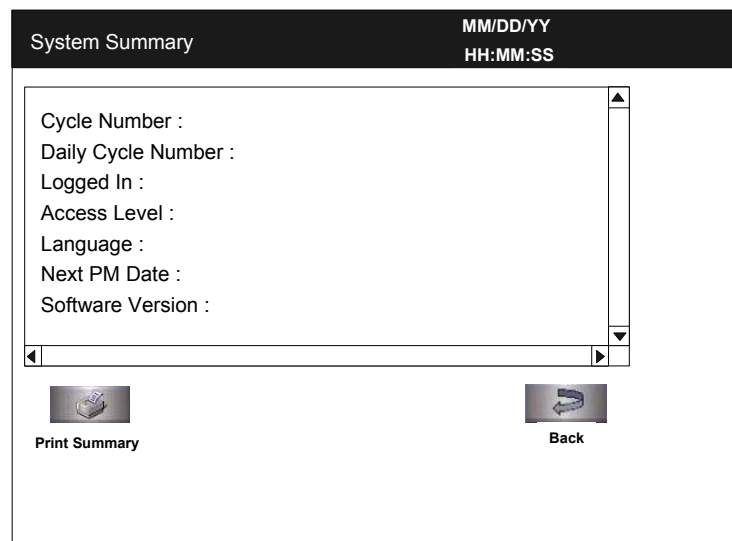 System Summary
MM/DD/YY
HH:MM:SS
Cycle Number :
Daily Cycle Number :
Logged In :
Access Level :
Language :
Next PM Date :
Software Version :
Print Summary
Back